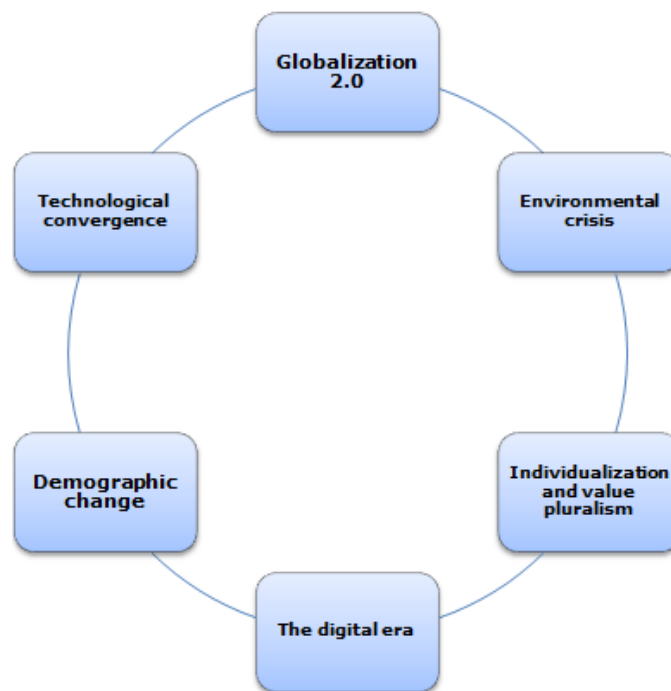 Globalization
2.0
Environmental
crisis
Individualization
and value
pluralism
The digital era
Demographic
change
Technological
convergence